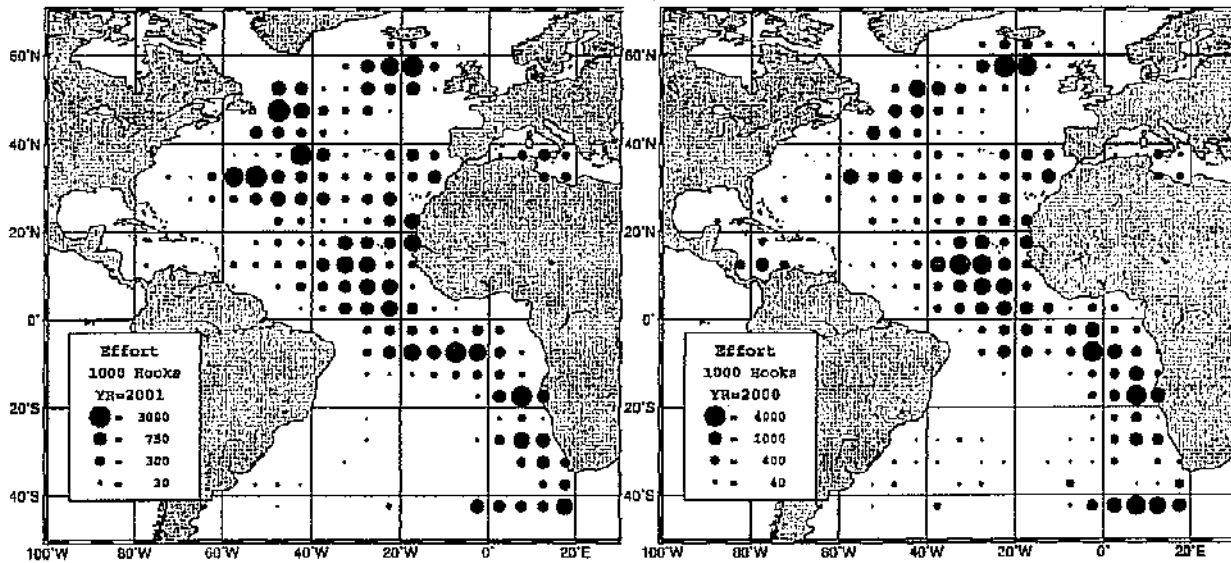 60°N
40°N
20°N
0°
20°S
40°S
100°W 80°W 60°W 40°W 20°W 0° 20°E
Effort
1000 Hooks
YR=2001
= 3000
= 750
= 300
= 30
60°N
40°N
20°N
0°
20°S
40°S
100°W 80°W 60°W 40°W 20°W 0° 20°E
Effort
1000 Hooks
YR=2000
= 4000
= 1000
= 400
= 40